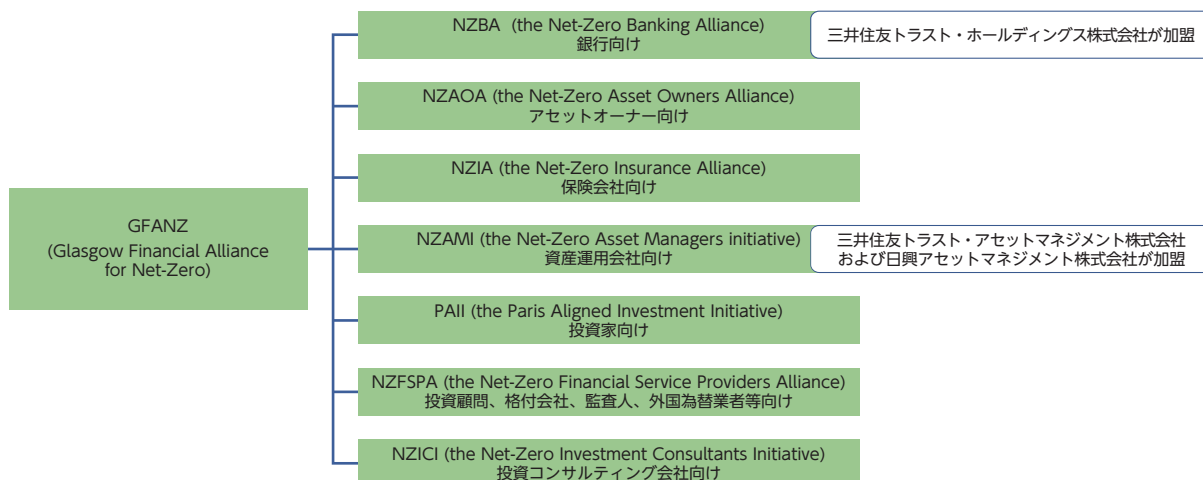 NZBA (the Net-Zero Banking Alliance)
銀行向け
三井住友トラスト・ホールディングス株式会社が加盟
NZAOA (the Net-Zero Asset Owners Alliance)
アセットオーナー向け
NZIA (the Net-Zero Insurance Alliance)
保険会社向け
GFANZ
(Glasgow Financial Alliance
for Net-Zero)
NZAMI (the Net-Zero Asset Managers initiative)
資産運用会社向け
三井住友トラスト・アセットマネジメント株式会社
および日興アセットマネジメント株式会社が加盟
PAII (the Paris Aligned Investment Initiative)
投資家向け
NZFSPA (the Net-Zero Financial Service Providers Alliance)
投資顧問、格付会社、監査人、外国為替業者等向け
NZICI (the Net-Zero Investment Consultants Initiative)
投資コンサルティング会社向け